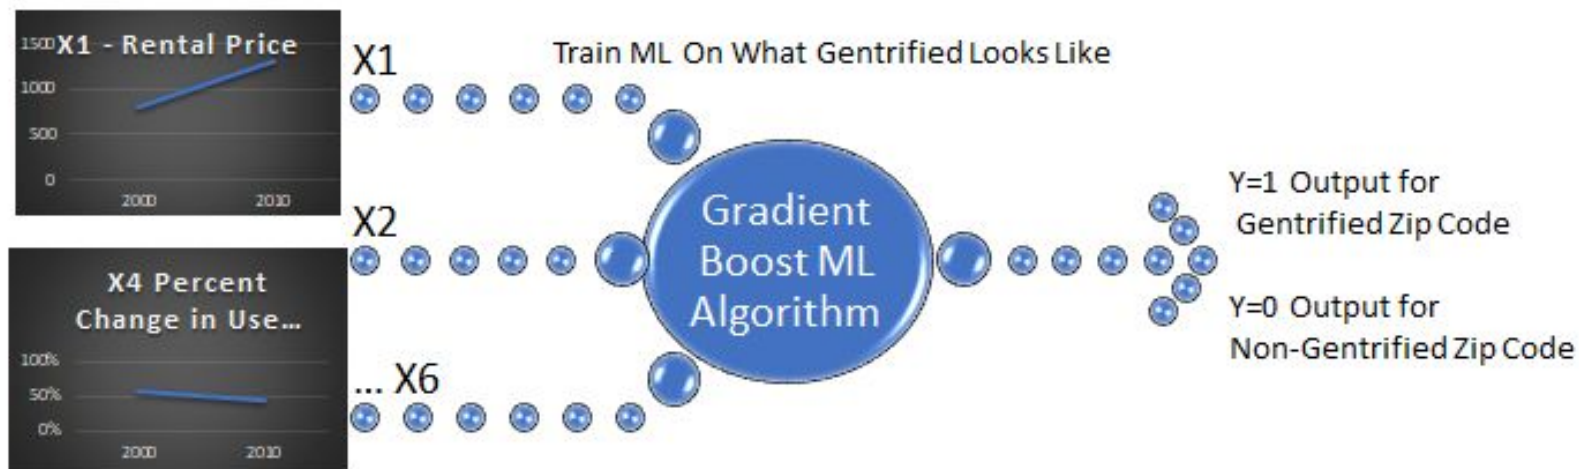 X1 - Rental Price
1500
1000
500
0
2000 2010
X1
Train ML On What Gentrified Looks Like
X2
X4 Percent
Change in Use...
100%
50%
0%
2000 2010
... X6
Gradient
Boost ML
Algorithm
Y=1 Output for
Gentrified Zip Code
Y=0 Output for
Non-Gentrified Zip Code